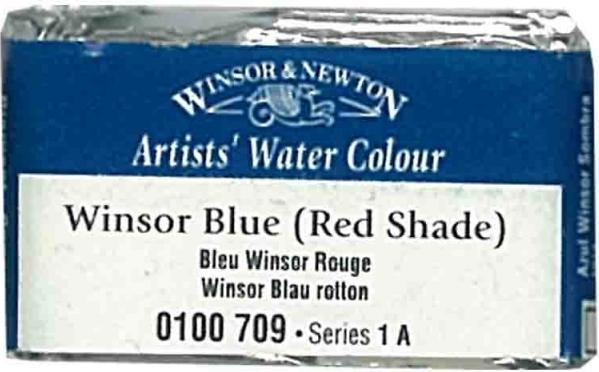 WINSOR & NEWTON
Artists' Water Colour
Winsor Blue (Red Shade)
Bleu Winsor Rouge
Winsor Blau rotton
0100 709 • Series 1 A
Azul Winsor Sombra